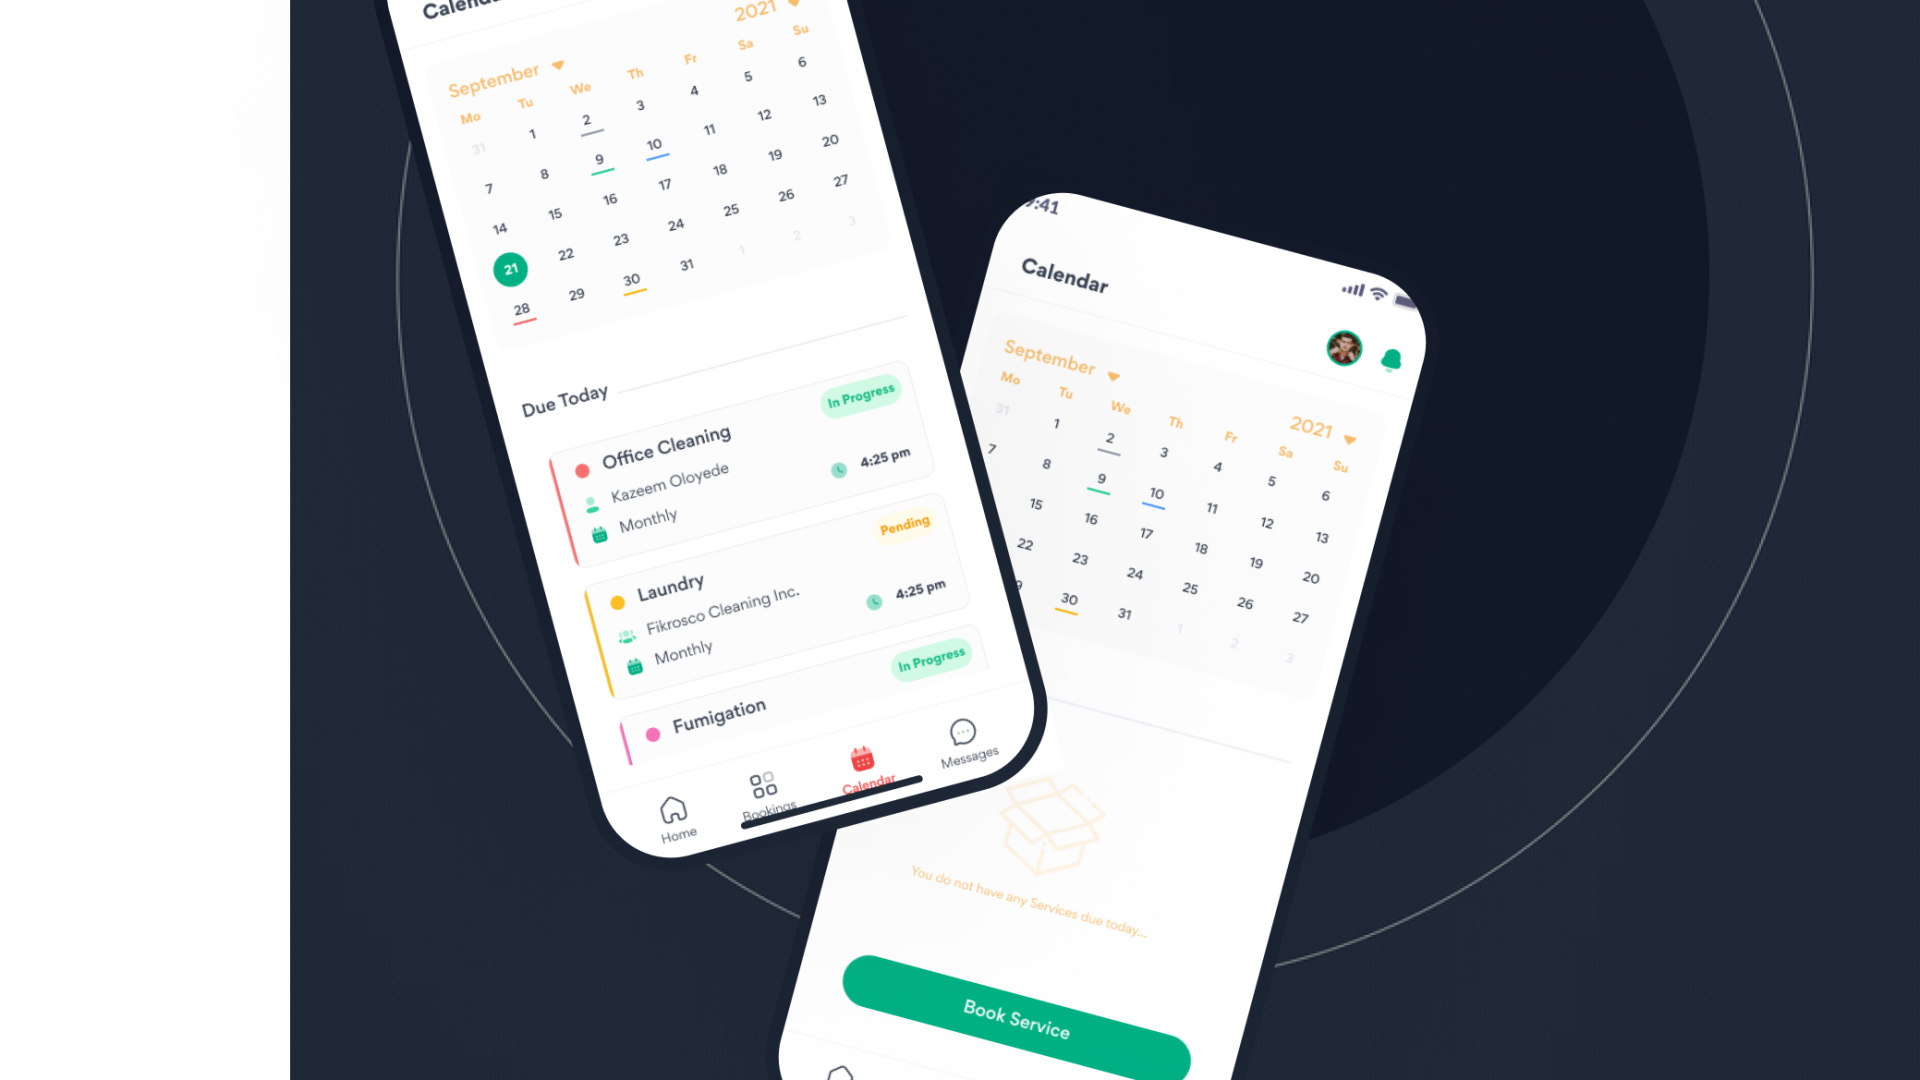 Calendar
September 2021
Mo Tu We Th Fr Sa Su
31 1 2 3 4 5 6
7 8 9 10 11 12 13
14 15 16 17 18 19 20
21 22 23 24 25 26 27
28 29 30 31 1 2 3
Due Today
Office Cleaning In Progress
Kazeem Oloyede 4:25 pm
Monthly
Laundry Pending
Fikrosco Cleaning Inc. 4:25 pm
Monthly
Fumigation In Progress
Home Bookings Calendar Messages
9:41
Calendar
September 2021
Mo Tu We Th Fr Sa Su
31 1 2 3 4 5 6
7 8 9 10 11 12 13
15 16 17 18 19 20
22 23 24 25 26 27
30 31 1 2 3
You do not have any Services due today...
Book Service